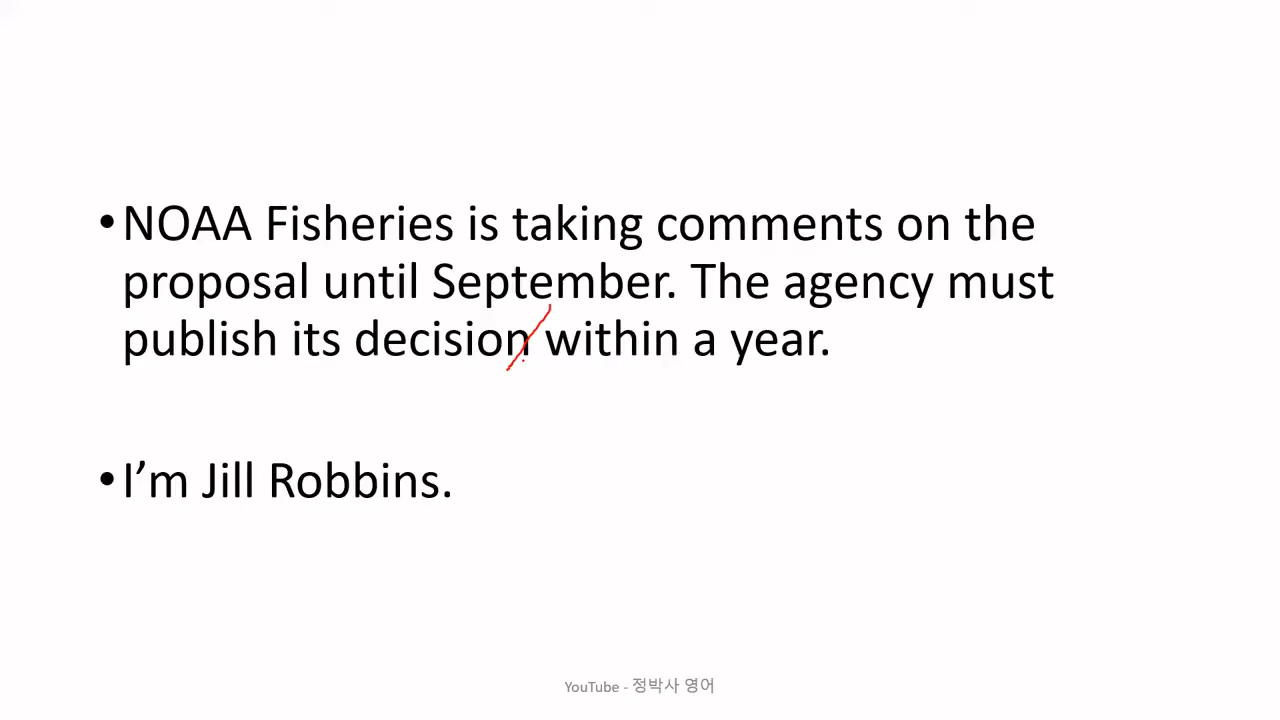 •NOAA Fisheries is taking comments on the
proposal until September. The agency must
publish its decision within a year.
•I’m Jill Robbins.
YouTube - 정박사 영어